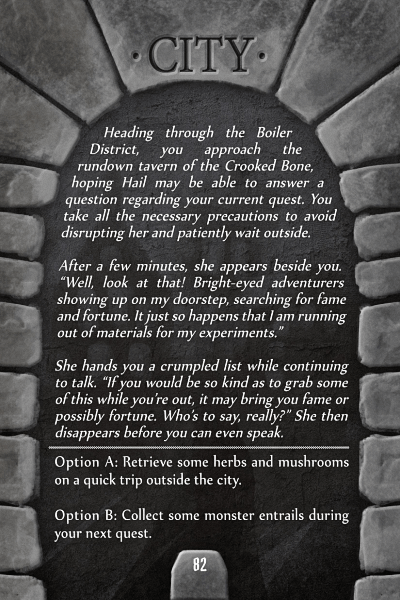 · CITY ·
Heading through the Boiler
District, you approach the
rundown tavern of the Crooked Bone,
hoping Hail may be able to answer a
question regarding your current quest. You
take all the necessary precautions to avoid
disrupting her and patiently wait outside.
After a few minutes, she appears beside you.
“Well, look at that! Bright-eyed adventurers
showing up on my doorstep, searching for fame
and fortune. It just so happens that I am running
out of materials for my experiments.”
She hands you a crumpled list while continuing
to talk. “If you would be so kind as to grab some
of this while you’re out, it may bring you fame or
possibly fortune. Who’s to say, really?” She then
disappears before you can even speak.
Option A: Retrieve some herbs and mushrooms
on a quick trip outside the city.
Option B: Collect some monster entrails during
your next quest.
82